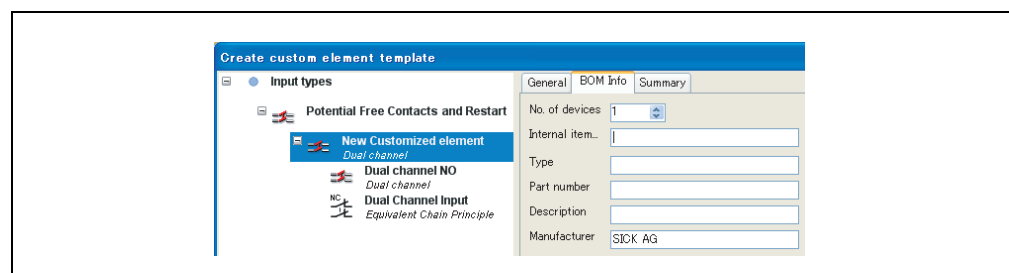 Create custom element template
Input types
Potential Free Contacts and Restart
New Customized element
Dual channel
Dual channel NO
Dual channel
NC
Dual Channel Input
Equivalent Chain Principle
General BOM Info Summary
No. of devices 1
Internal item...
Type
Part number
Description
Manufacturer SICK AG